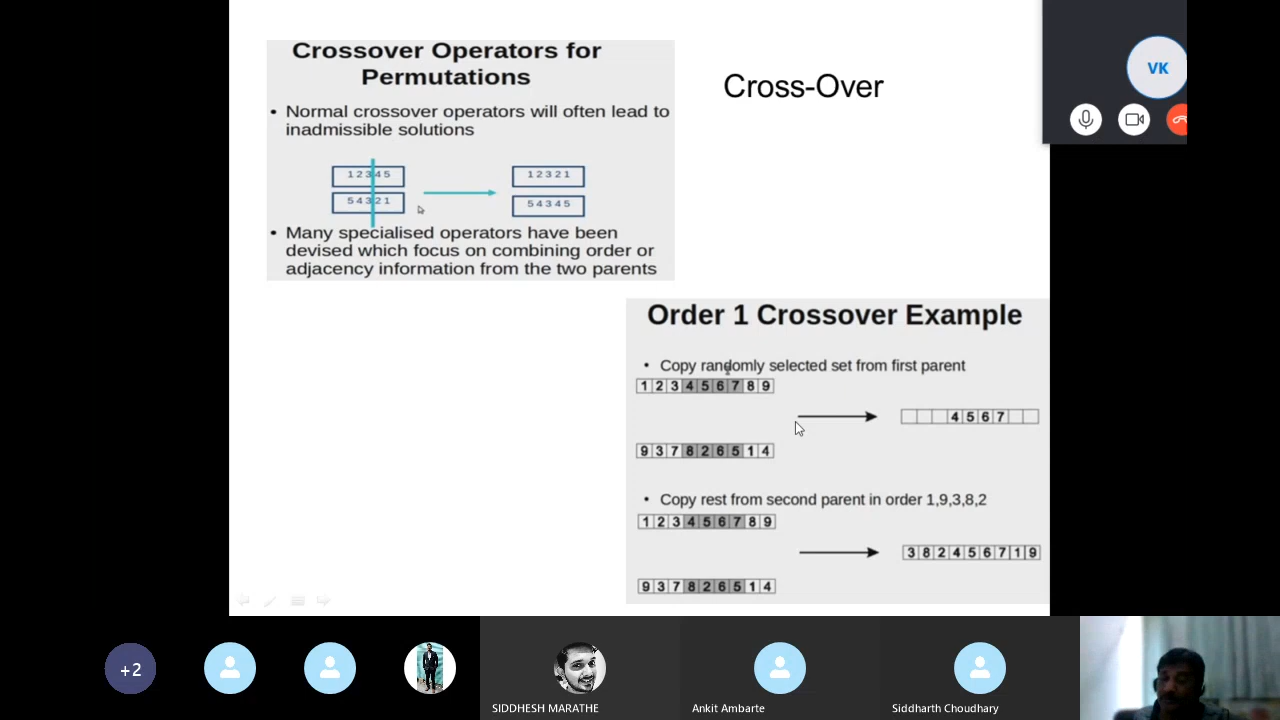 Crossover Operators for
Permutations
• Normal crossover operators will often lead to
inadmissible solutions
1 2 3 4 5
1 2 3 2 1
5 4 3 2 1
5 4 3 4 5
• Many specialised operators have been
devised which focus on combining order or
adjacency information from the two parents
Cross-Over
VK
Order 1 Crossover Example
• Copy randomly selected set from first parent
1 2 3 4 5 6 7 8 9
4 5 6 7
9 3 7 8 2 6 5 1 4
• Copy rest from second parent in order 1,9,3,8,2
1 2 3 4 5 6 7 8 9
3 8 2 4 5 6 7 1 9
9 3 7 8 2 6 5 1 4
+2
SIDDHESH MARATHE
Ankit Ambarte
Siddharth Choudhary